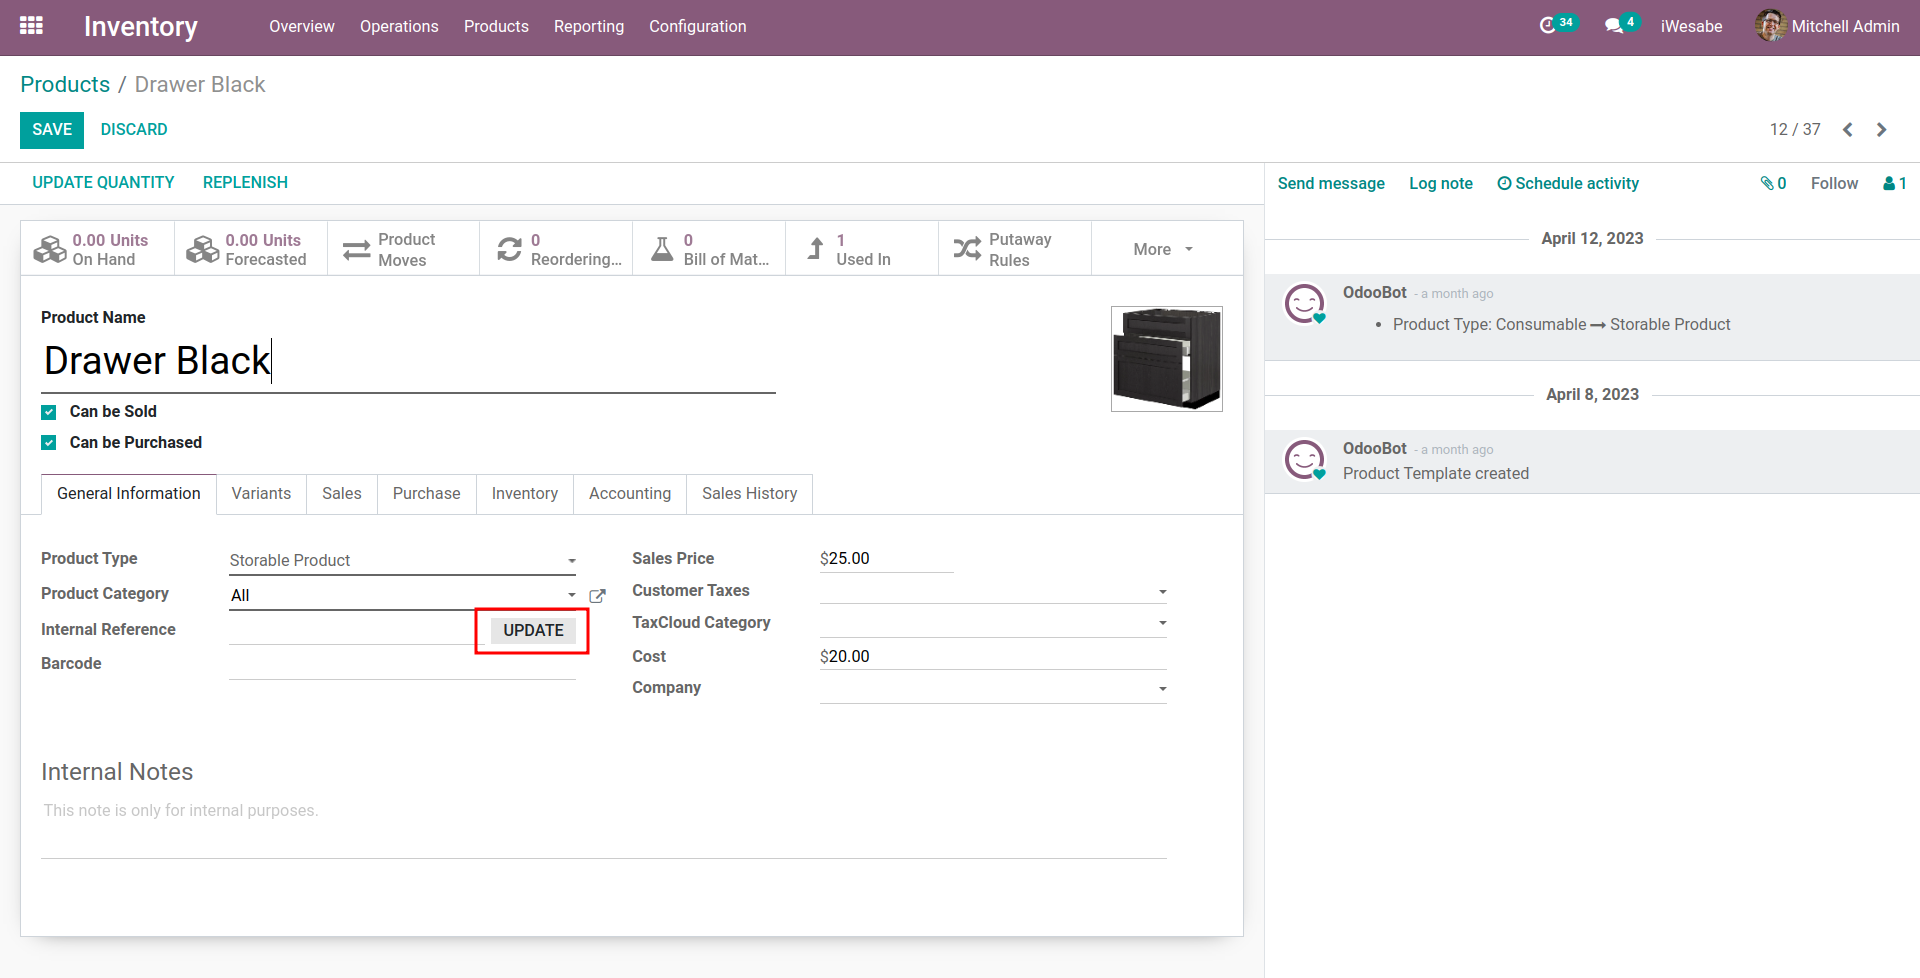 Inventory Overview Operations Products Reporting Configuration 34 4 iWesabe Mitchell Admin
Products / Drawer Black
SAVE DISCARD 12 / 37
UPDATE QUANTITY REPLENISH
0.00 Units
On Hand
0.00 Units
Forecasted
Product
Moves
0
Reordering...
0
Bill of Mat...
1
Used In
Putaway
Rules
More
Product Name
Drawer Black
Can be Sold
Can be Purchased
General Information Variants Sales Purchase Inventory Accounting Sales History
Product Type Storable Product
Product Category All
Internal Reference UPDATE
Barcode
Sales Price $25.00
Customer Taxes
TaxCloud Category
Cost $20.00
Company
Internal Notes
This note is only for internal purposes.
Send message Log note Schedule activity 0 Follow 1
April 12, 2023
OdooBot - a month ago
• Product Type: Consumable → Storable Product
April 8, 2023
OdooBot - a month ago
Product Template created